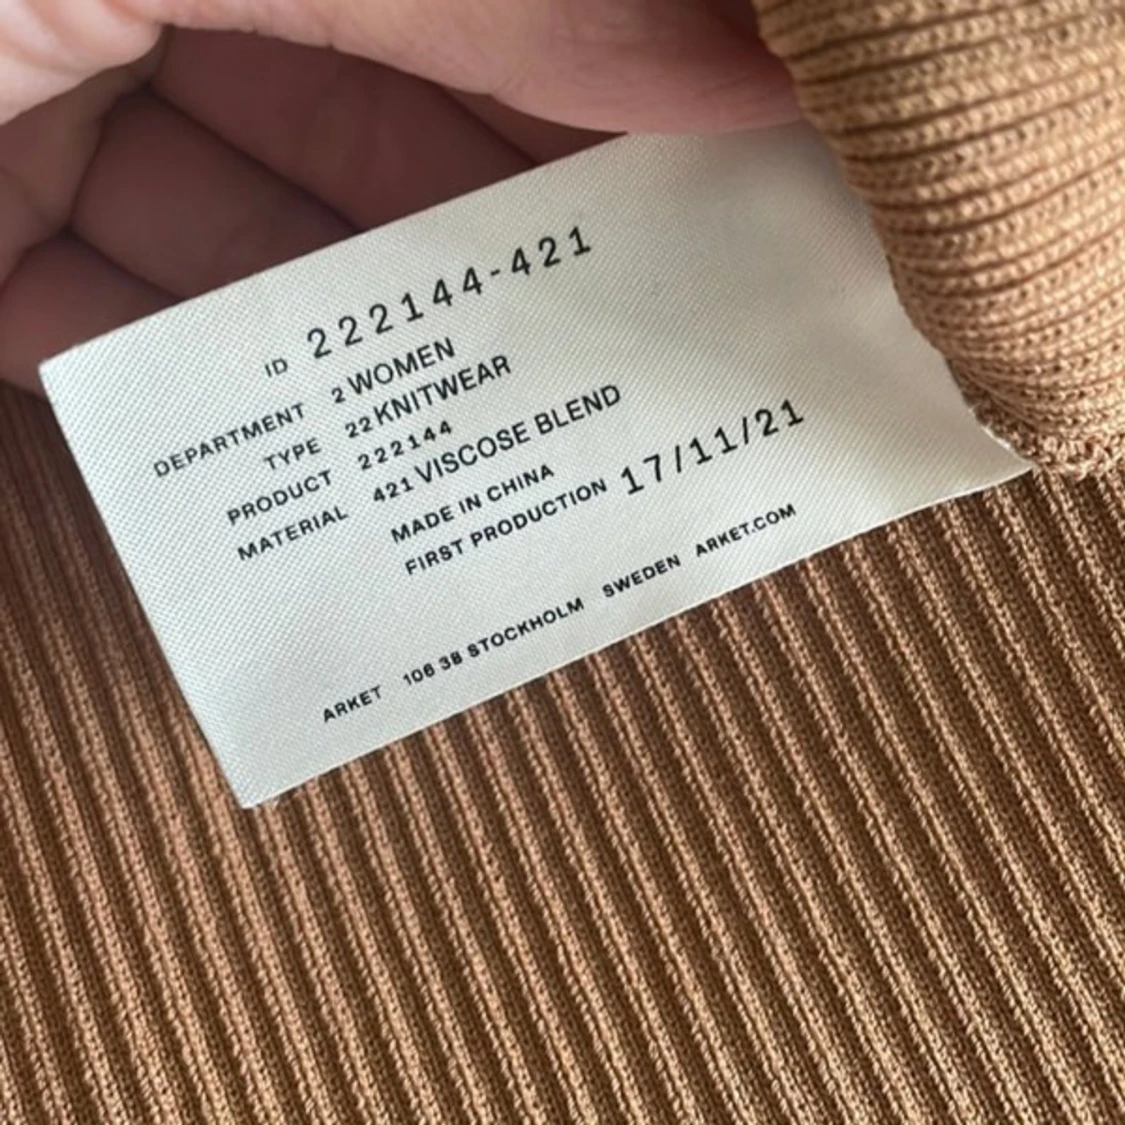 ID 222144-421
DEPARTMENT 2 WOMEN
TYPE 22 KNITWEAR
PRODUCT 222144
MATERIAL 421 VISCOSE BLEND
MADE IN CHINA
FIRST PRODUCTION 17/11/21
ARKET 106 38 STOCKHOLM SWEDEN ARKET.COM